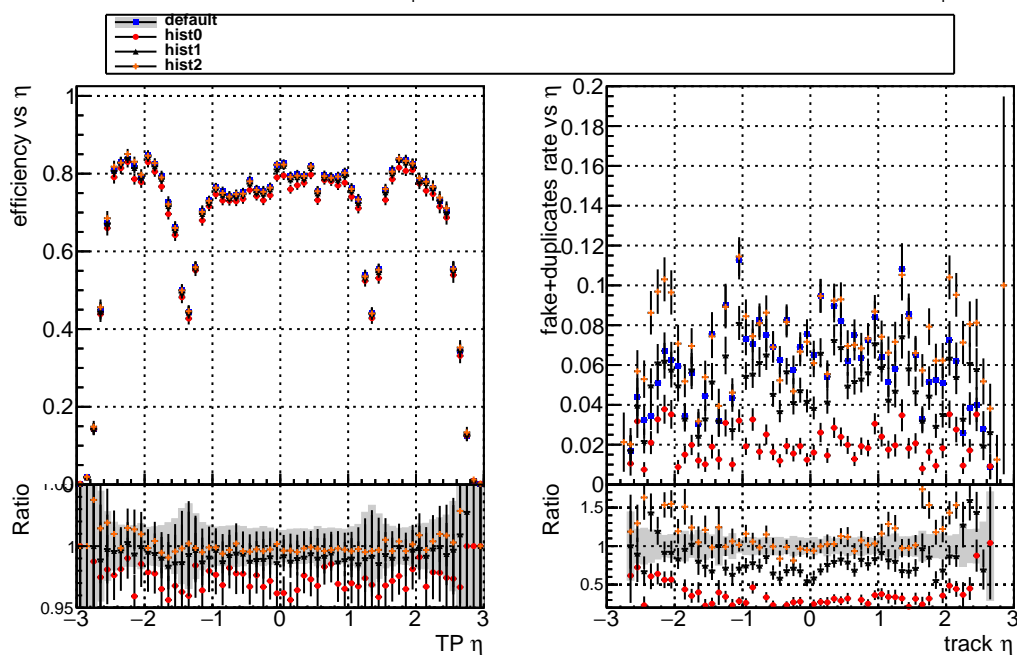 default
hist0
hist1
hist2
efficiency vs η
1
0.8
0.6
0.4
0.2
0
Ratio
1
0.95
−3 −2 −1 0 1 2 3
TP η
fake+duplicates rate vs η
0.2
0.18
0.16
0.14
0.12
0.1
0.08
0.06
0.04
0.02
0
Ratio
1.5
1
0.5
−3 −2 −1 0 1 2 3
track η